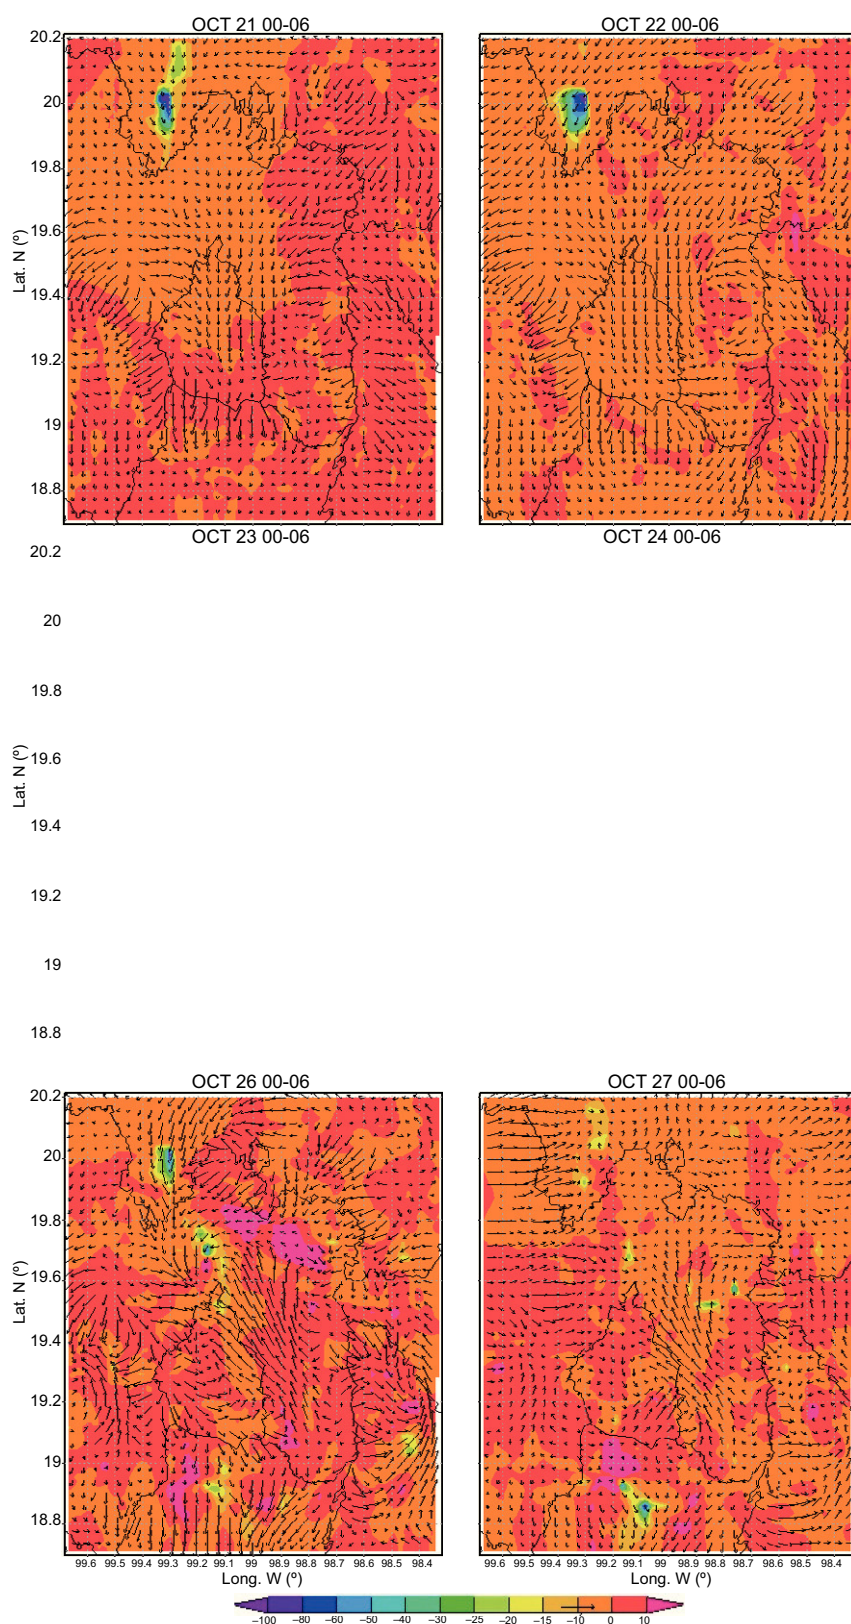 OCT 21 00-06
OCT 22 00-06
20.2
20
19.8
19.6
19.4
19.2
19
18.8
Lat. N (º)
OCT 23 00-06
OCT 24 00-06
20.2
20
19.8
19.6
19.4
19.2
19
18.8
Lat. N (º)
OCT 26 00-06
OCT 27 00-06
20.2
20
19.8
19.6
19.4
19.2
19
18.8
Lat. N (º)
99.6 99.5 99.4 99.3 99.2 99.1 99 98.9 98.8 98.7 98.6 98.5 98.4
99.6 99.5 99.4 99.3 99.2 99.1 99 98.9 98.8 98.7 98.6 98.5 98.4
Long. W (º)
Long. W (º)
–100 –80 –60 –50 –40 –30 –25 –20 –15 –10 0 10